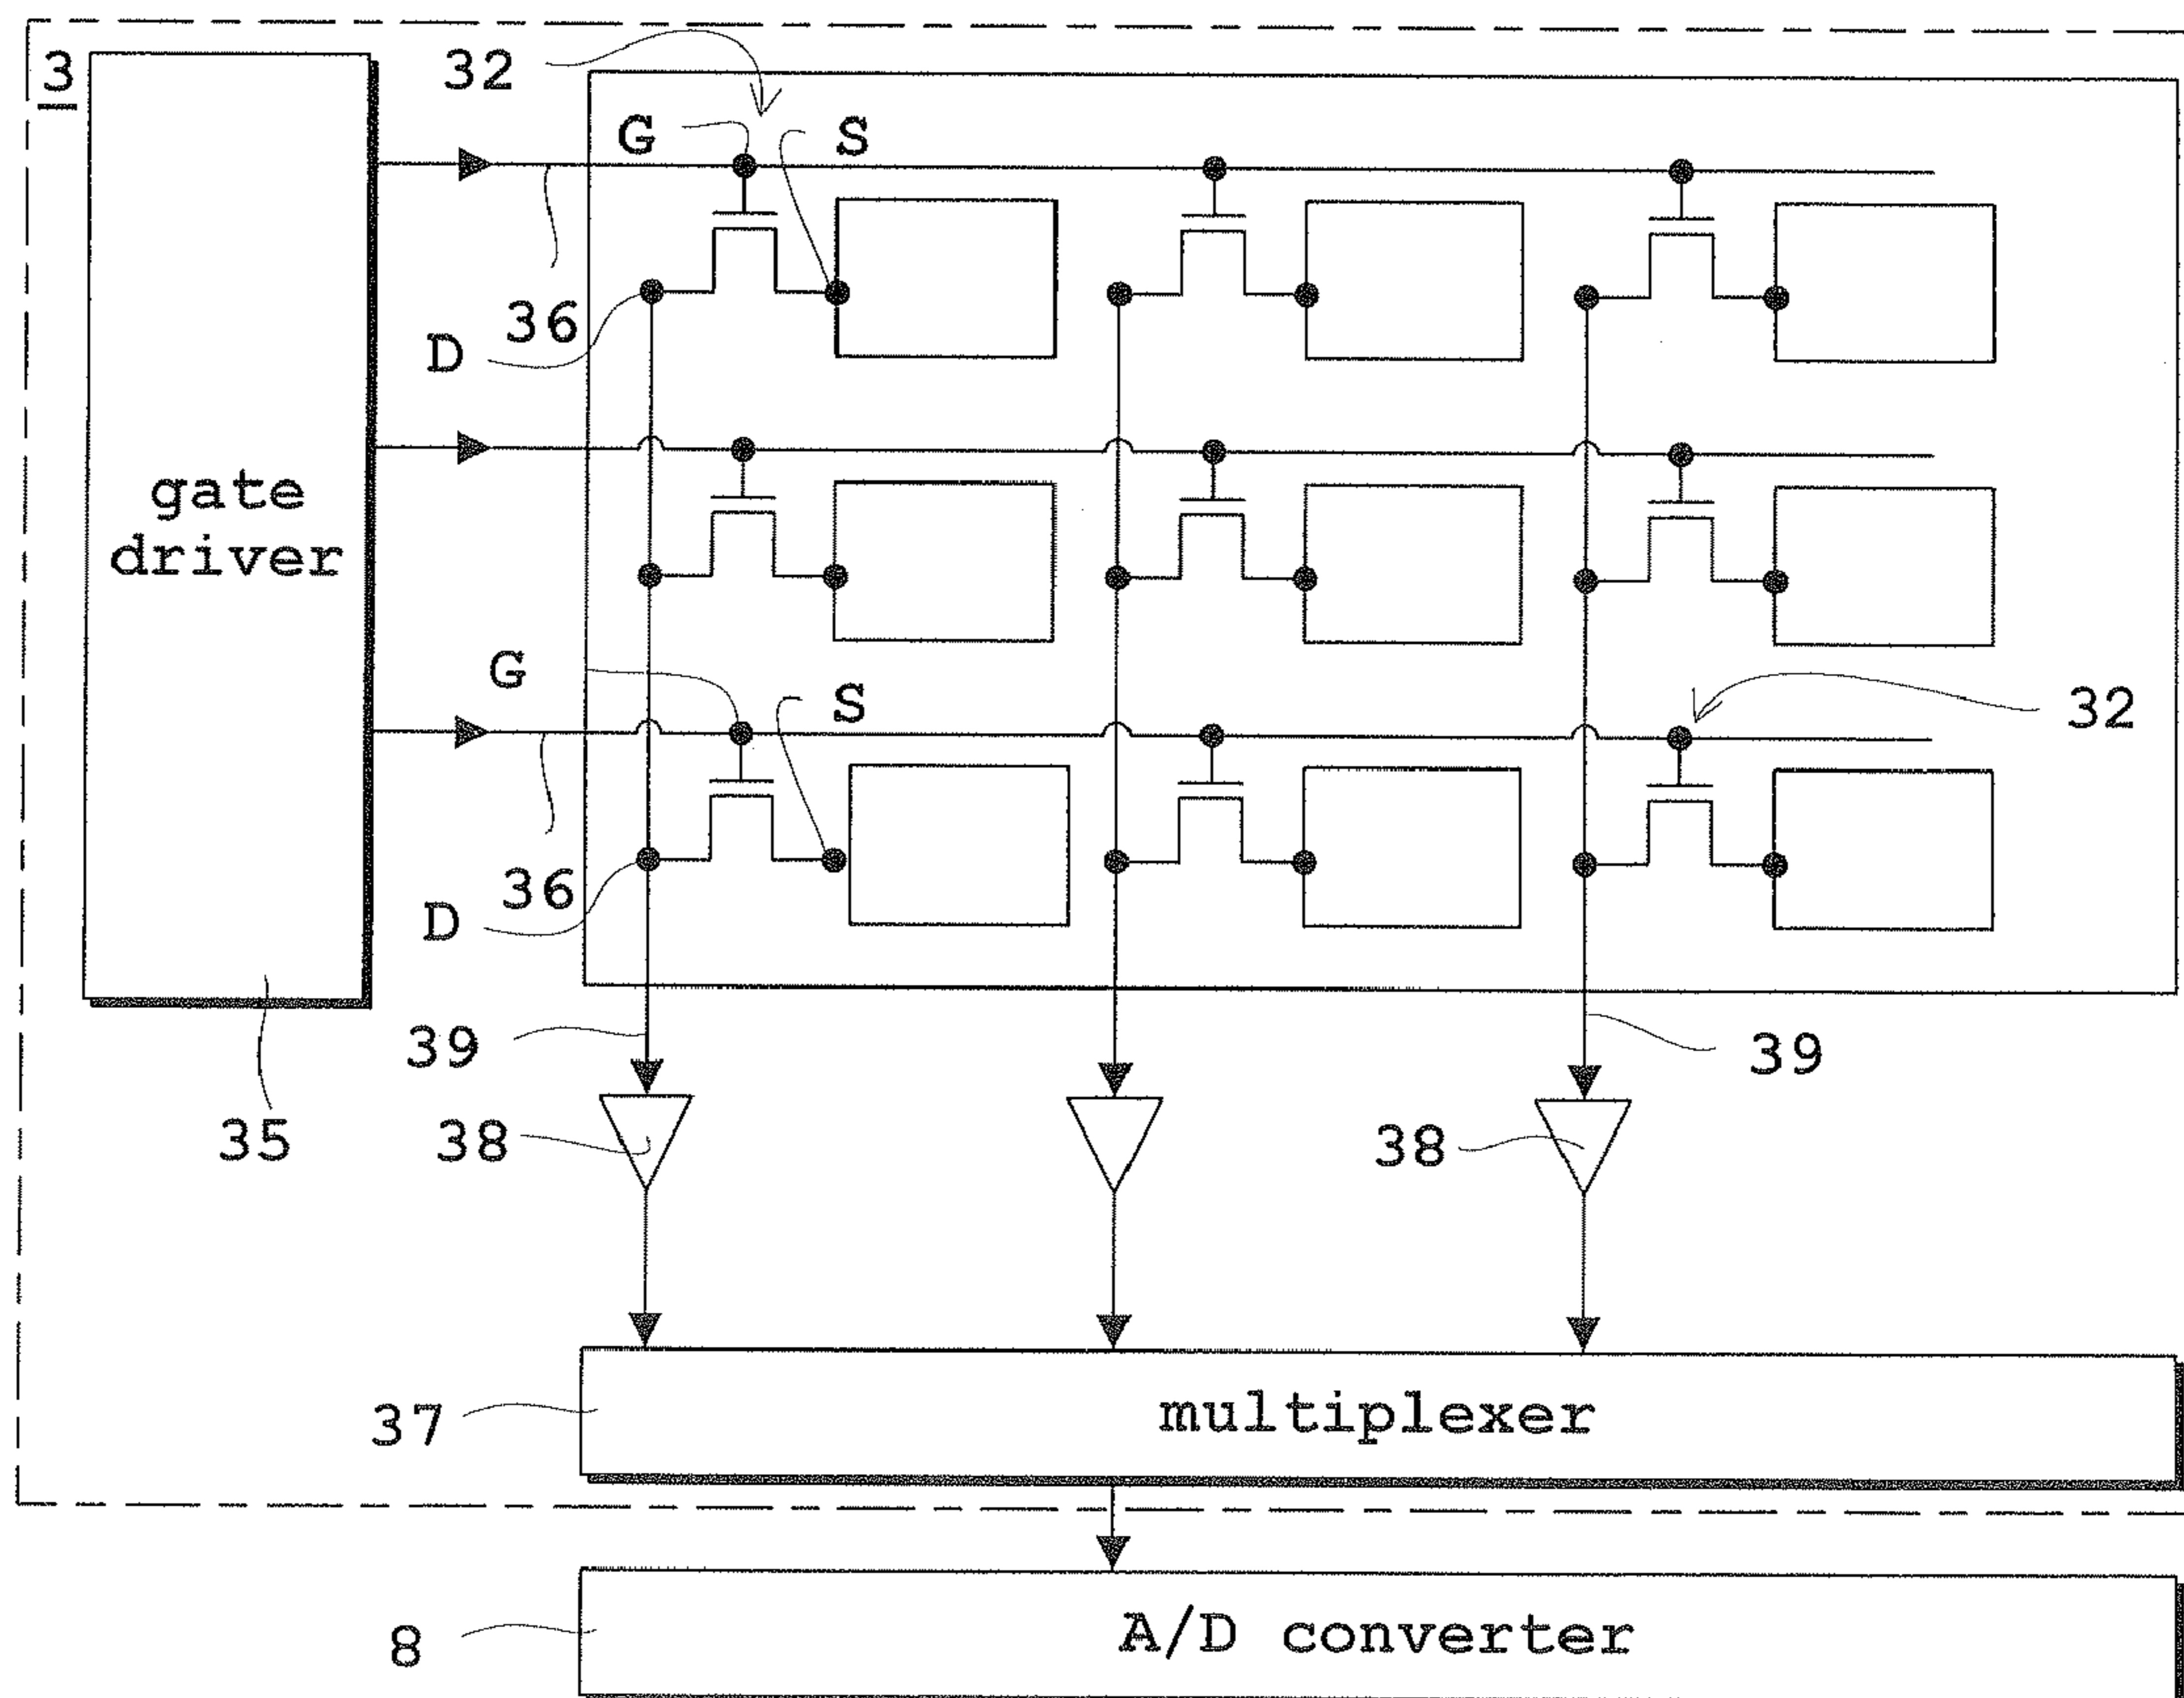 3
32
G
S
36
D
gate
driver
G
S
32
36
D
39
39
35
38
38
37
multiplexer
8
A/D converter